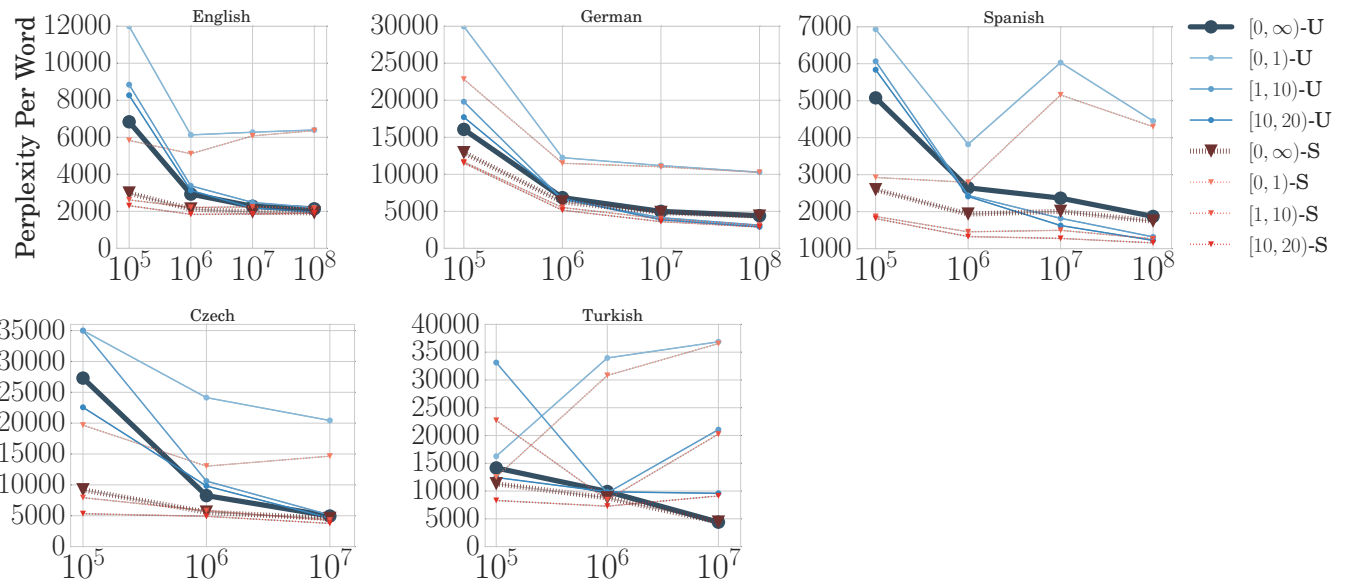 English
German
Spanish
Perplexity Per Word
12000
10000
8000
6000
4000
2000
0
10^5 10^6 10^7 10^8
30000
25000
20000
15000
10000
5000
0
10^5 10^6 10^7 10^8
7000
6000
5000
4000
3000
2000
1000
10^5 10^6 10^7 10^8
[0, ∞)-U
[0, 1)-U
[1, 10)-U
[10, 20)-U
[0, ∞)-S
[0, 1)-S
[1, 10)-S
[10, 20)-S
Czech
35000
30000
25000
20000
15000
10000
5000
0
10^5 10^6 10^7
Turkish
40000
35000
30000
25000
20000
15000
10000
5000
0
10^5 10^6 10^7